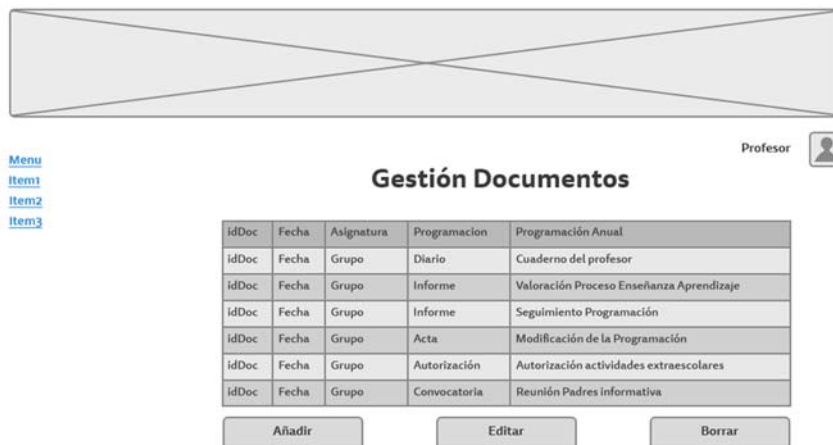 Profesor
Menu
Item1
Item2
Item3
Gestión Documentos
idDoc Fecha Asignatura Programacion Programación Anual
idDoc Fecha Grupo Diario Cuaderno del profesor
idDoc Fecha Grupo Informe Valoración Proceso Enseñanza Aprendizaje
idDoc Fecha Grupo Informe Seguimiento Programación
idDoc Fecha Grupo Acta Modificación de la Programación
idDoc Fecha Grupo Autorización Autorización actividades extraescolares
idDoc Fecha Grupo Convocatoria Reunión Padres informativa
Añadir Editar Borrar